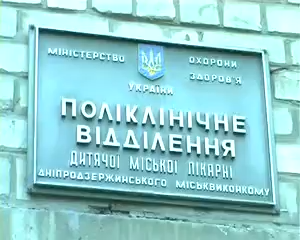 МІНІСТЕРСТВО ОХОРОНИ
ЗДОРОВ'Я
УКРАЇНИ
ПОЛІКЛІНІЧНЕ
ВІДДІЛЕННЯ
ДИТЯЧОЇ МІСЬКОЇ ЛІКАРНІ
ДНІПРОДЗЕРЖИНСЬКОГО МІСЬКВИКОНКОМУ